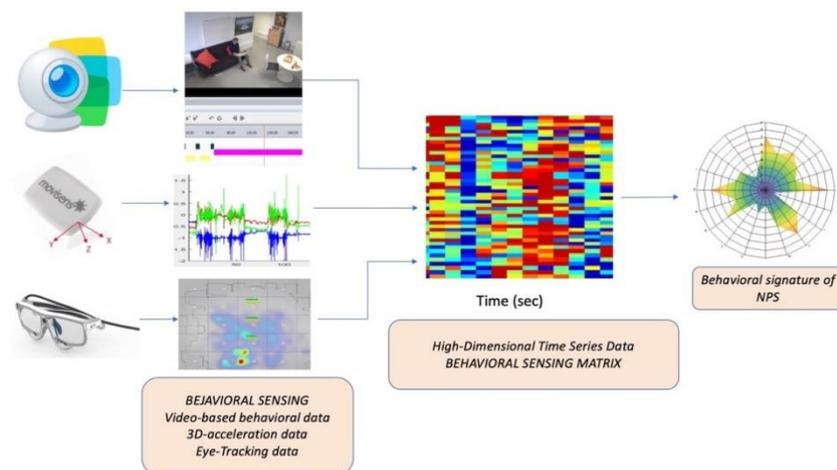 movisens
Y
Z
X
Time (sec)
Behavioral signature of
NPS
High-Dimensional Time Series Data
BEHAVIORAL SENSING MATRIX
BEJAVIORAL SENSING
Video-based behavioral data
3D-acceleration data
Eye-Tracking data